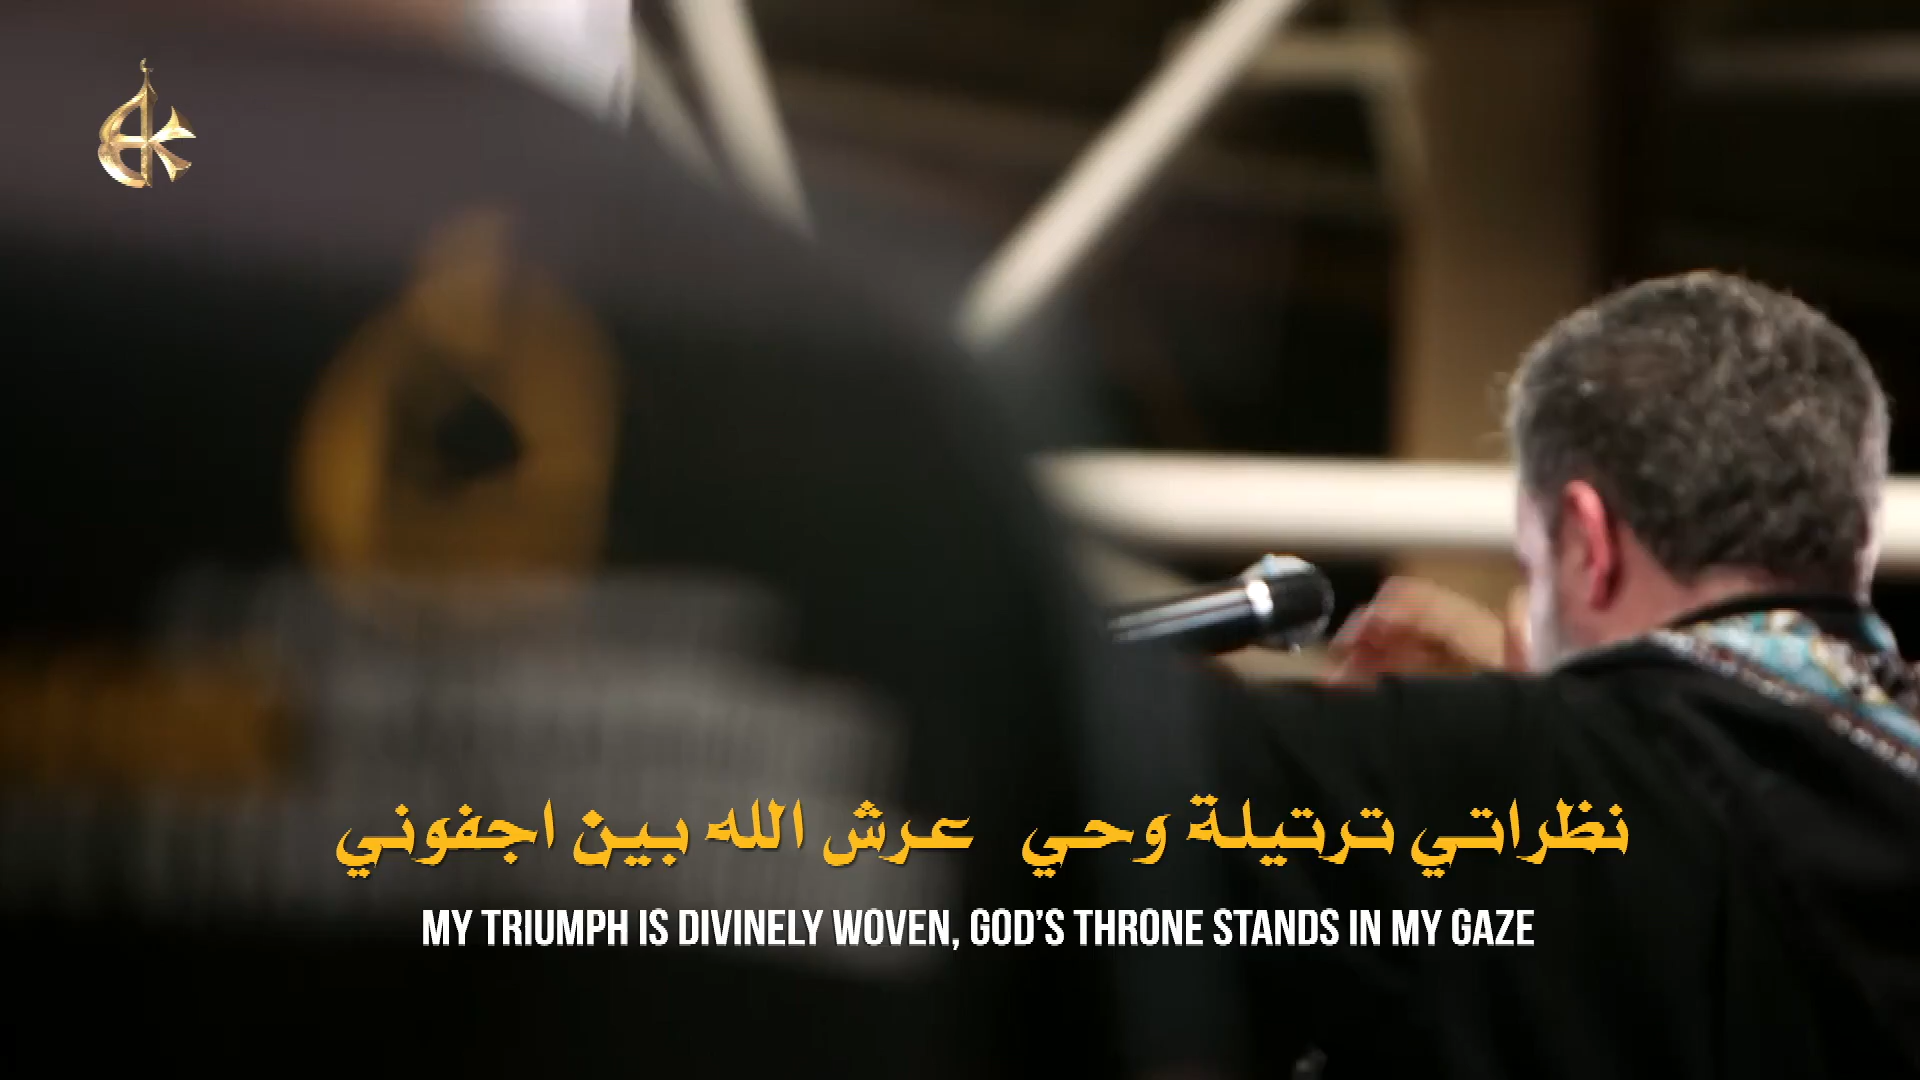 نظراتي ترتيلة وحي عرش الله بين اجفوني
MY TRIUMPH IS DIVINELY WOVEN, GOD'S THRONE STANDS IN MY GAZE